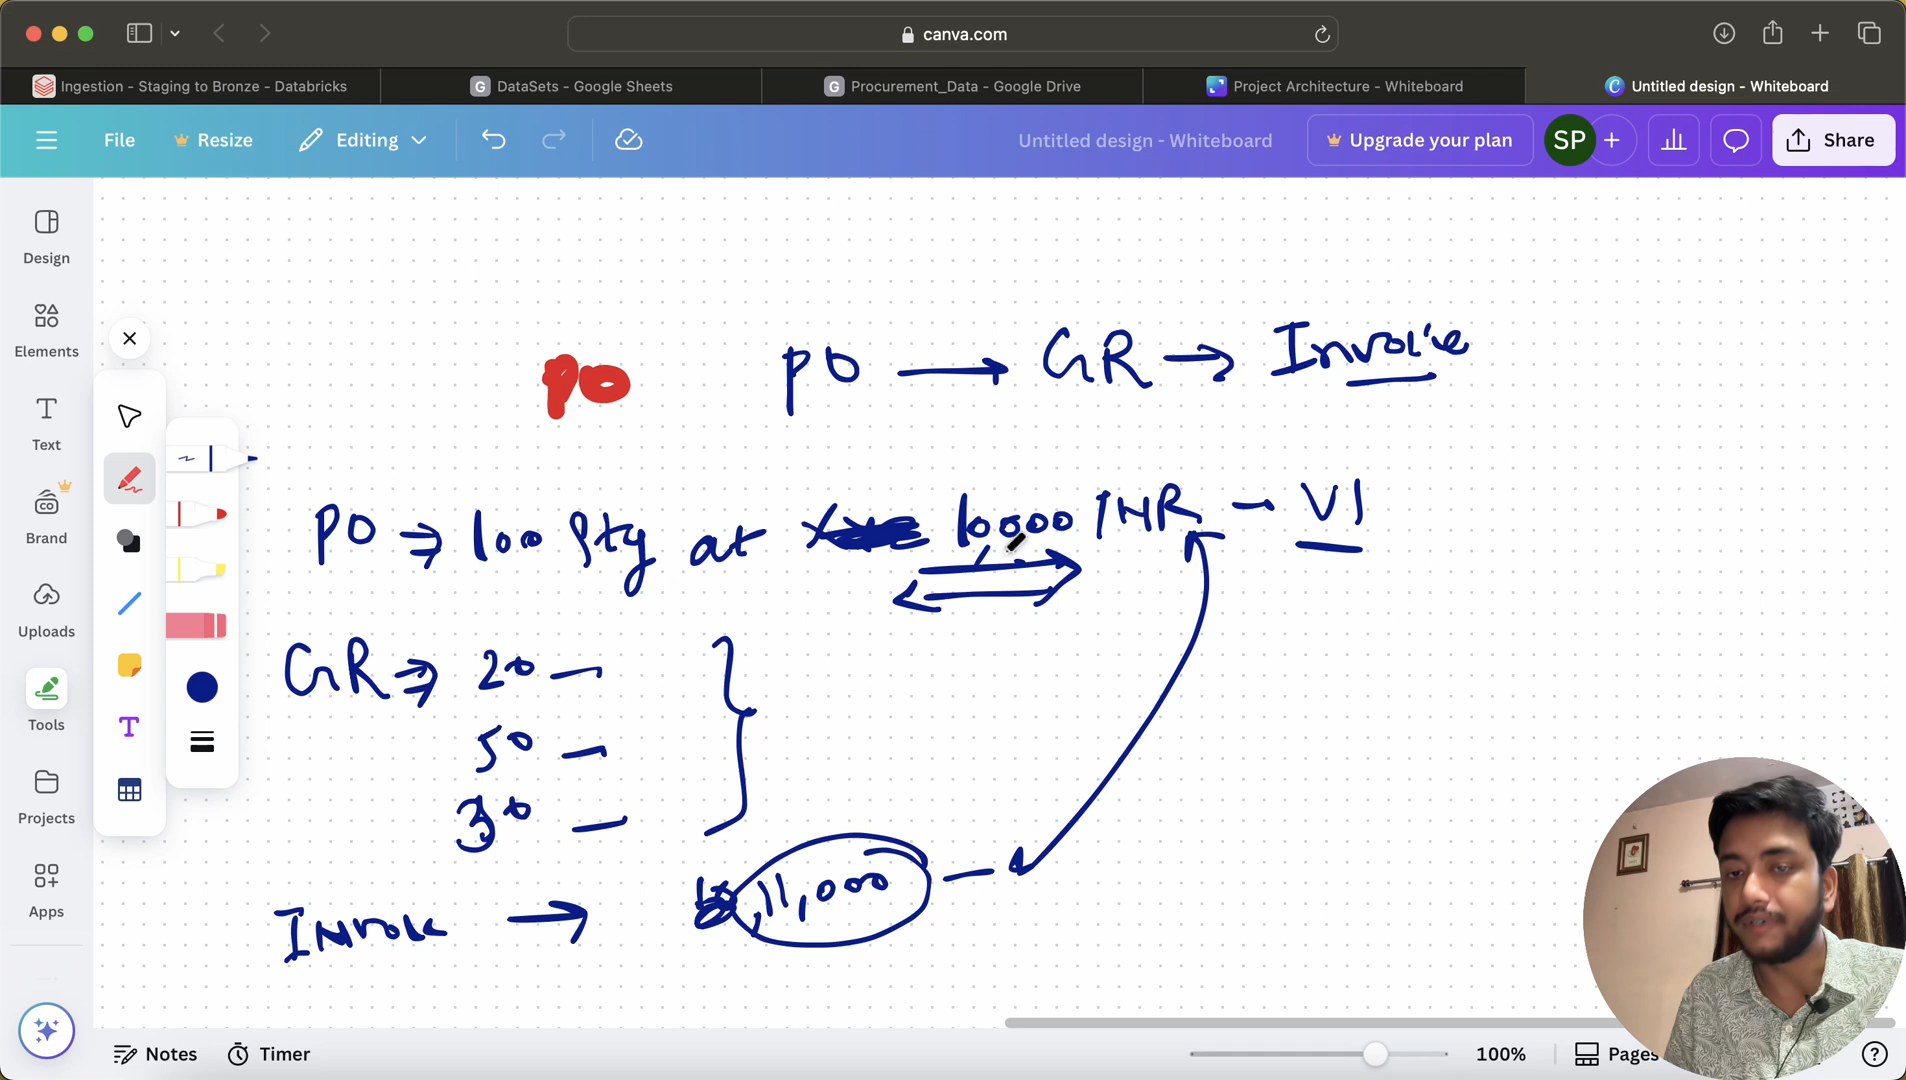 canva.com
Ingestion - Staging to Bronze - Databricks
DataSets - Google Sheets
Procurement_Data - Google Drive
Project Architecture - Whiteboard
Untitled design - Whiteboard
File
Resize
Editing
Untitled design - Whiteboard
Upgrade your plan
SP
Share
Design
Elements
Text
Brand
Uploads
Tools
Projects
Apps
PO
PO → GR → Invoice
PO ⇒ 100 qty at 10000 INR - V1
GR ⇒ 20 -
50 -
30 -
Invoice → 11,000 -
Notes
Timer
100%
Pages